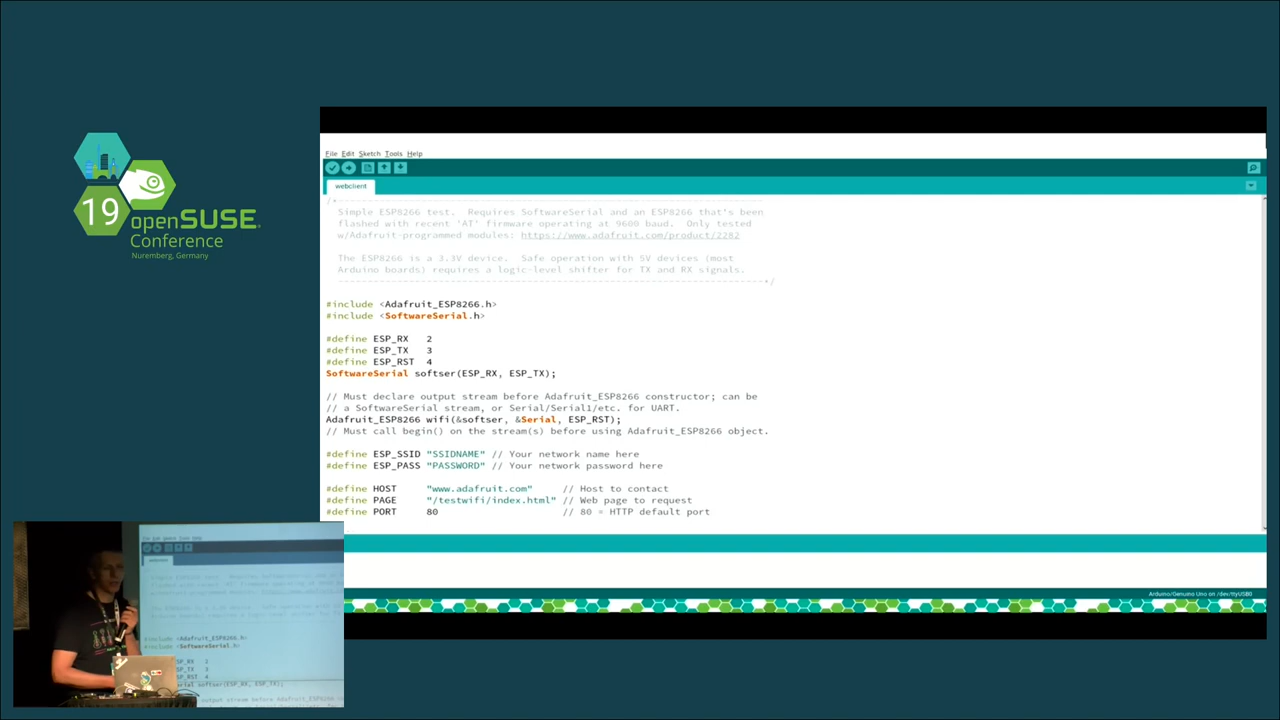 19
openSUSE
Conference
Nuremberg, Germany
File Edit Sketch Tools Help
webclient
/*------------------------------------------------------------------------
Simple ESP8266 test. Requires SoftwareSerial and an ESP8266 that's been
flashed with recent 'AT' firmware operating at 9600 baud. Only tested
w/Adafruit-programmed modules: https://www.adafruit.com/product/2282
The ESP8266 is a 3.3V device. Safe operation with 5V devices (most
Arduino boards) requires a logic-level shifter for TX and RX signals.
------------------------------------------------------------------------*/
#include <Adafruit_ESP8266.h>
#include <SoftwareSerial.h>
#define ESP_RX 2
#define ESP_TX 3
#define ESP_RST 4
SoftwareSerial softser(ESP_RX, ESP_TX);
// Must declare output stream before Adafruit_ESP8266 constructor; can be
// a SoftwareSerial stream, or Serial/Serial1/etc. for UART.
Adafruit_ESP8266 wifi(&softser, &Serial, ESP_RST);
// Must call begin() on the stream(s) before using Adafruit_ESP8266 object.
#define ESP_SSID "SSIDNAME" // Your network name here
#define ESP_PASS "PASSWORD" // Your network password here
#define HOST "www.adafruit.com" // Host to contact
#define PAGE "/testwifi/index.html" // Web page to request
#define PORT 80 // 80 = HTTP default port
Arduino/Genuino Uno on /dev/ttyUSB0
#include <Adafruit_ESP8266.h>
#include <SoftwareSerial.h>